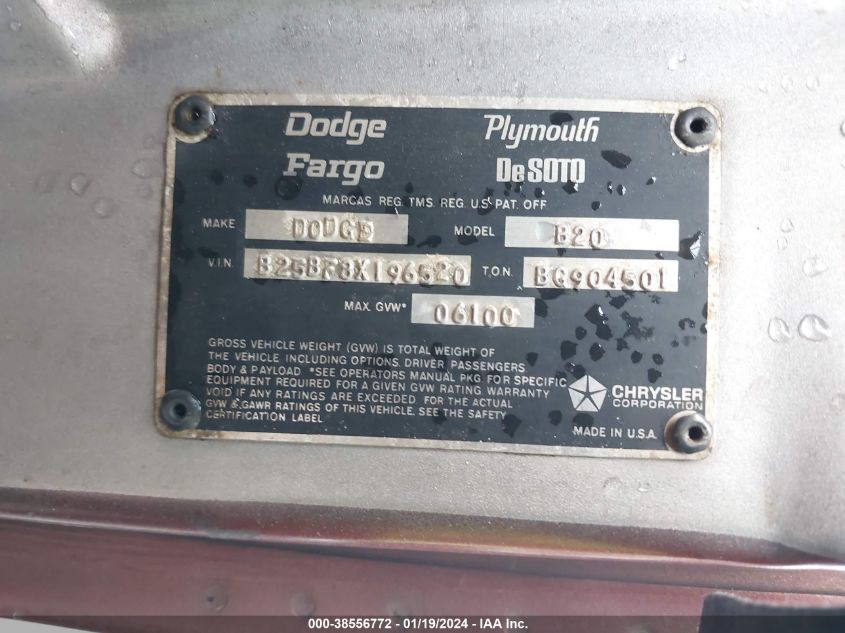 Dodge Plymouth
Fargo DeSOTO
MARCAS REG. TMS. REG. U.S. PAT. OFF
MAKE DODGE MODEL B20
V.I.N. B25BF8X196520 T.O.N. BG904501
MAX. GVW* 06100
GROSS VEHICLE WEIGHT (GVW) IS TOTAL WEIGHT OF
THE VEHICLE INCLUDING OPTIONS, DRIVER, PASSENGERS
BODY & PAYLOAD. *SEE OPERATORS MANUAL PKG FOR SPECIFIC
EQUIPMENT REQUIRED FOR A GIVEN GVW RATING. WARRANTY
VOID IF ANY RATINGS ARE EXCEEDED. FOR THE ACTUAL
GVW & GAWR RATINGS OF THIS VEHICLE, SEE THE SAFETY
CERTIFICATION LABEL
CHRYSLER
CORPORATION
MADE IN U.S.A.
000-38556772 - 01/19/2024 - IAA Inc.